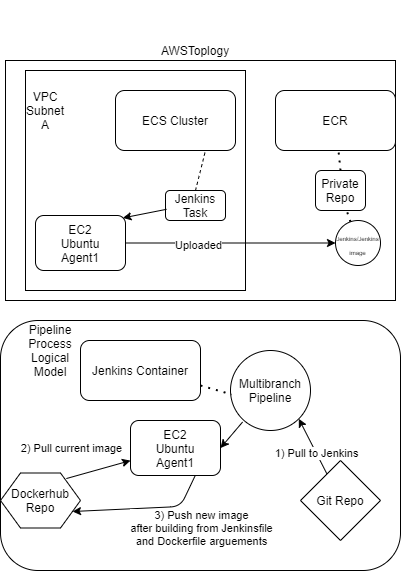 AWSToplogy
VPC
Subnet
A
ECS Cluster
ECR
Jenkins
Task
Private
Repo
EC2
Ubuntu
Agent1
Uploaded
Jenkins/Jenkins
image
Pipeline
Process
Logical
Model
Jenkins Container
Multibranch
Pipeline
EC2
Ubuntu
Agent1
2) Pull current image
1) Pull to Jenkins
Dockerhub
Repo
Git Repo
3) Push new image
after building from Jenkinsfile
and Dockerfile arguements